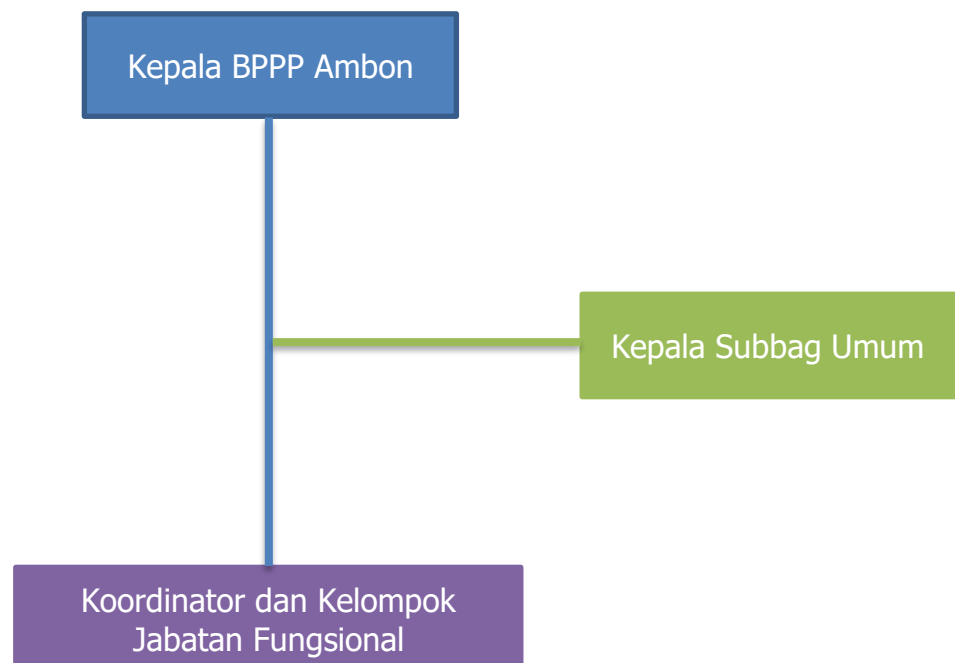 Kepala BPPP Ambon
Kepala Subbag Umum
Koordinator dan Kelompok
Jabatan Fungsional